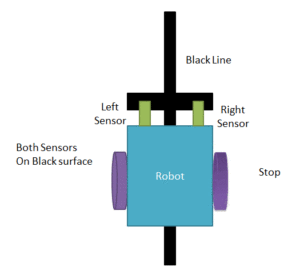 Black Line
Left
Sensor
Right
Sensor
Both Sensors
On Black surface
Robot
Stop